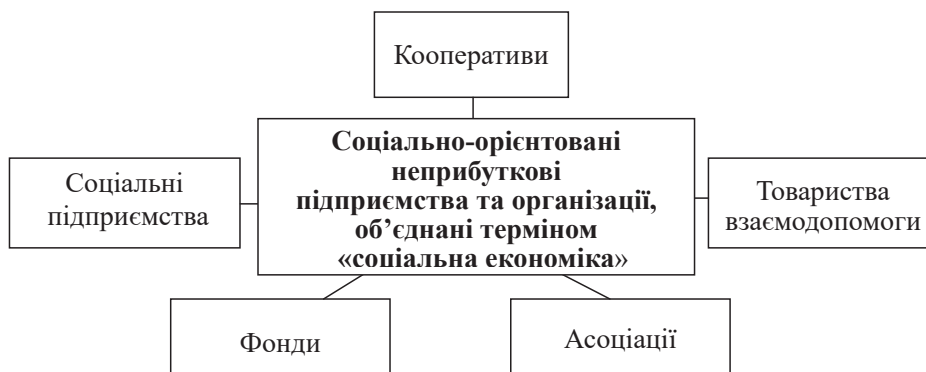 Кооперативи
Соціально-орієнтовані
неприбуткові
підприємства та організації,
об’єднані терміном
«соціальна економіка»
Соціальні
підприємства
Товариства
взаємодопомоги
Фонди
Асоціації